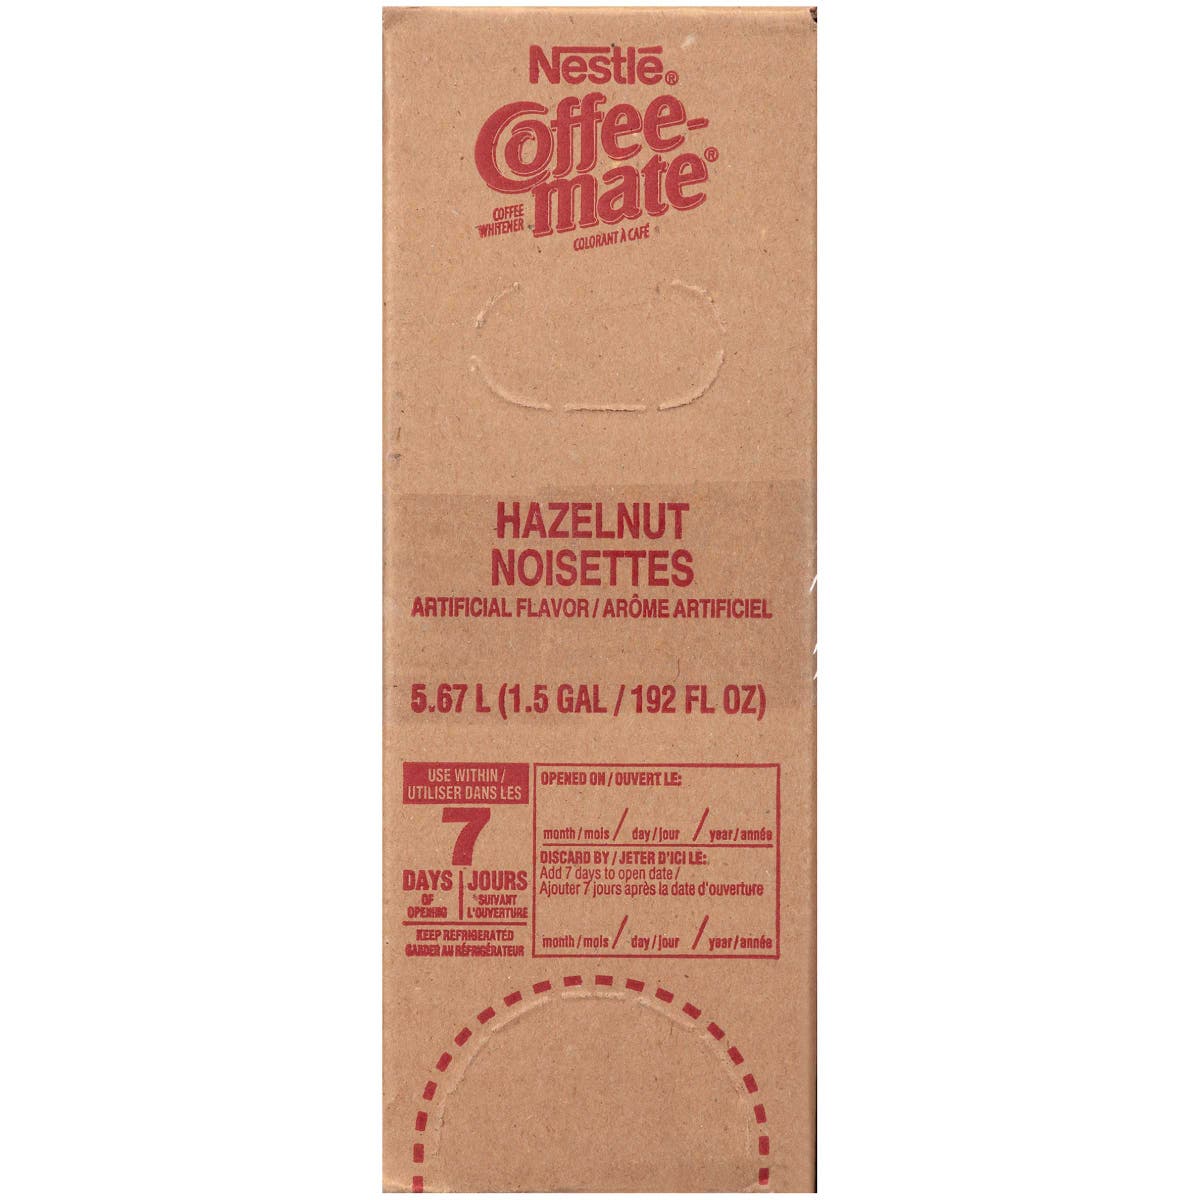 Nestlé®
Coffee-
mate®
COFFEE
WHITENER
COLORANT À CAFÉ
HAZELNUT
NOISETTES
ARTIFICIAL FLAVOR / ARÔME ARTIFICIEL
5.67 L (1.5 GAL / 192 FL OZ)
USE WITHIN /
UTILISER DANS LES
7
DAYS | JOURS
OF OPENING | SUIVANT L'OUVERTURE
KEEP REFRIGERATED
GARDER AU RÉFRIGÉRATEUR
OPENED ON / OUVERT LE:
month / mois / day / jour / year / année
DISCARD BY / JETER D'ICI LE:
Add 7 days to open date /
Ajouter 7 jours après la date d'ouverture
month / mois / day / jour / year / année